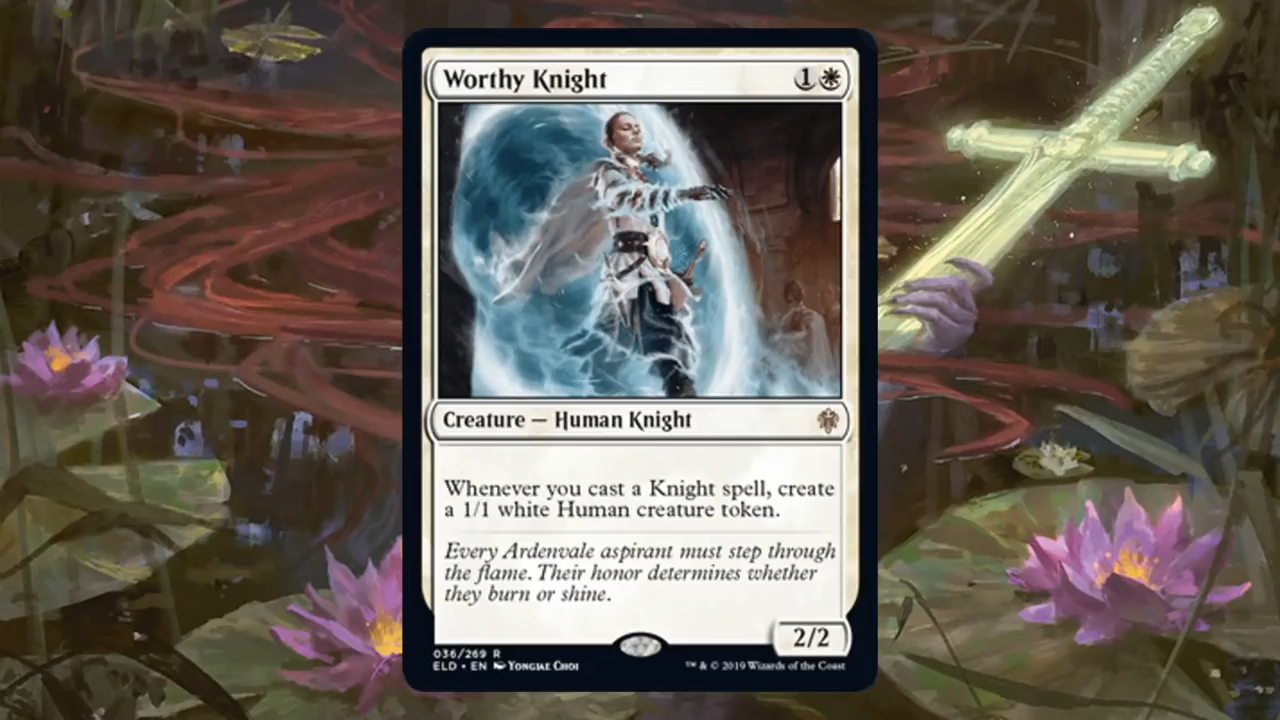 Worthy Knight 1
Creature — Human Knight
Whenever you cast a Knight spell, create
a 1/1 white Human creature token.
Every Ardenvale aspirant must step through
the flame. Their honor determines whether
they burn or shine.
2/2
036/269 R
ELD • EN Yongjae Choi
™ & © 2019 Wizards of the Coast